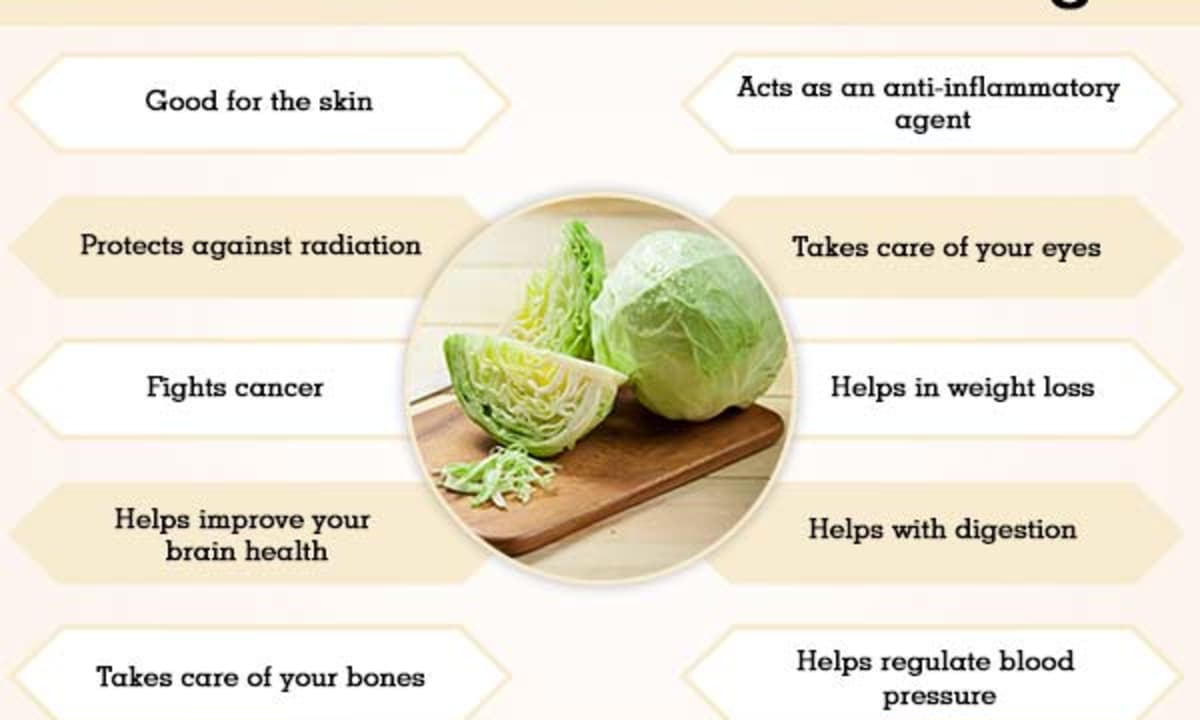 Good for the skin
Acts as an anti-inflammatory
agent
Protects against radiation
Takes care of your eyes
Fights cancer
Helps in weight loss
Helps improve your
brain health
Helps with digestion
Takes care of your bones
Helps regulate blood
pressure